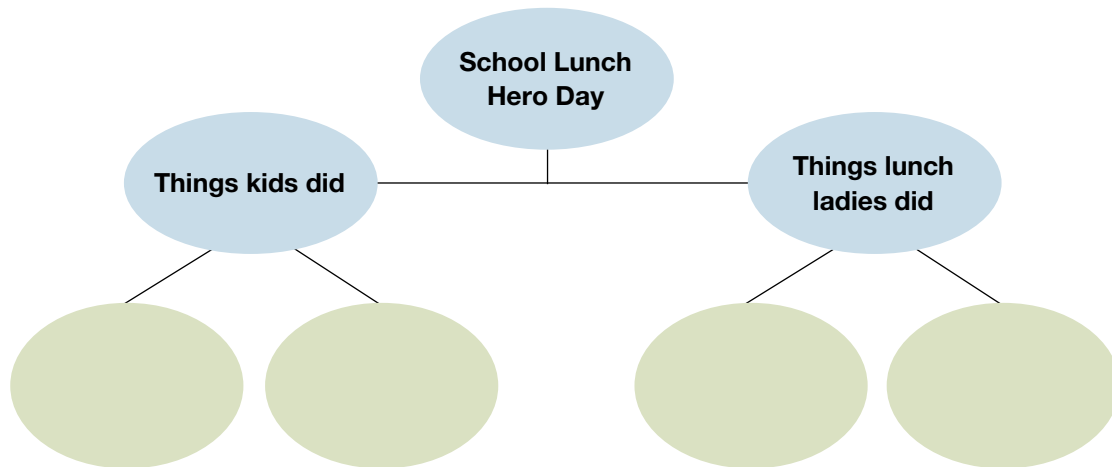 School Lunch
Hero Day
Things kids did
Things lunch
ladies did